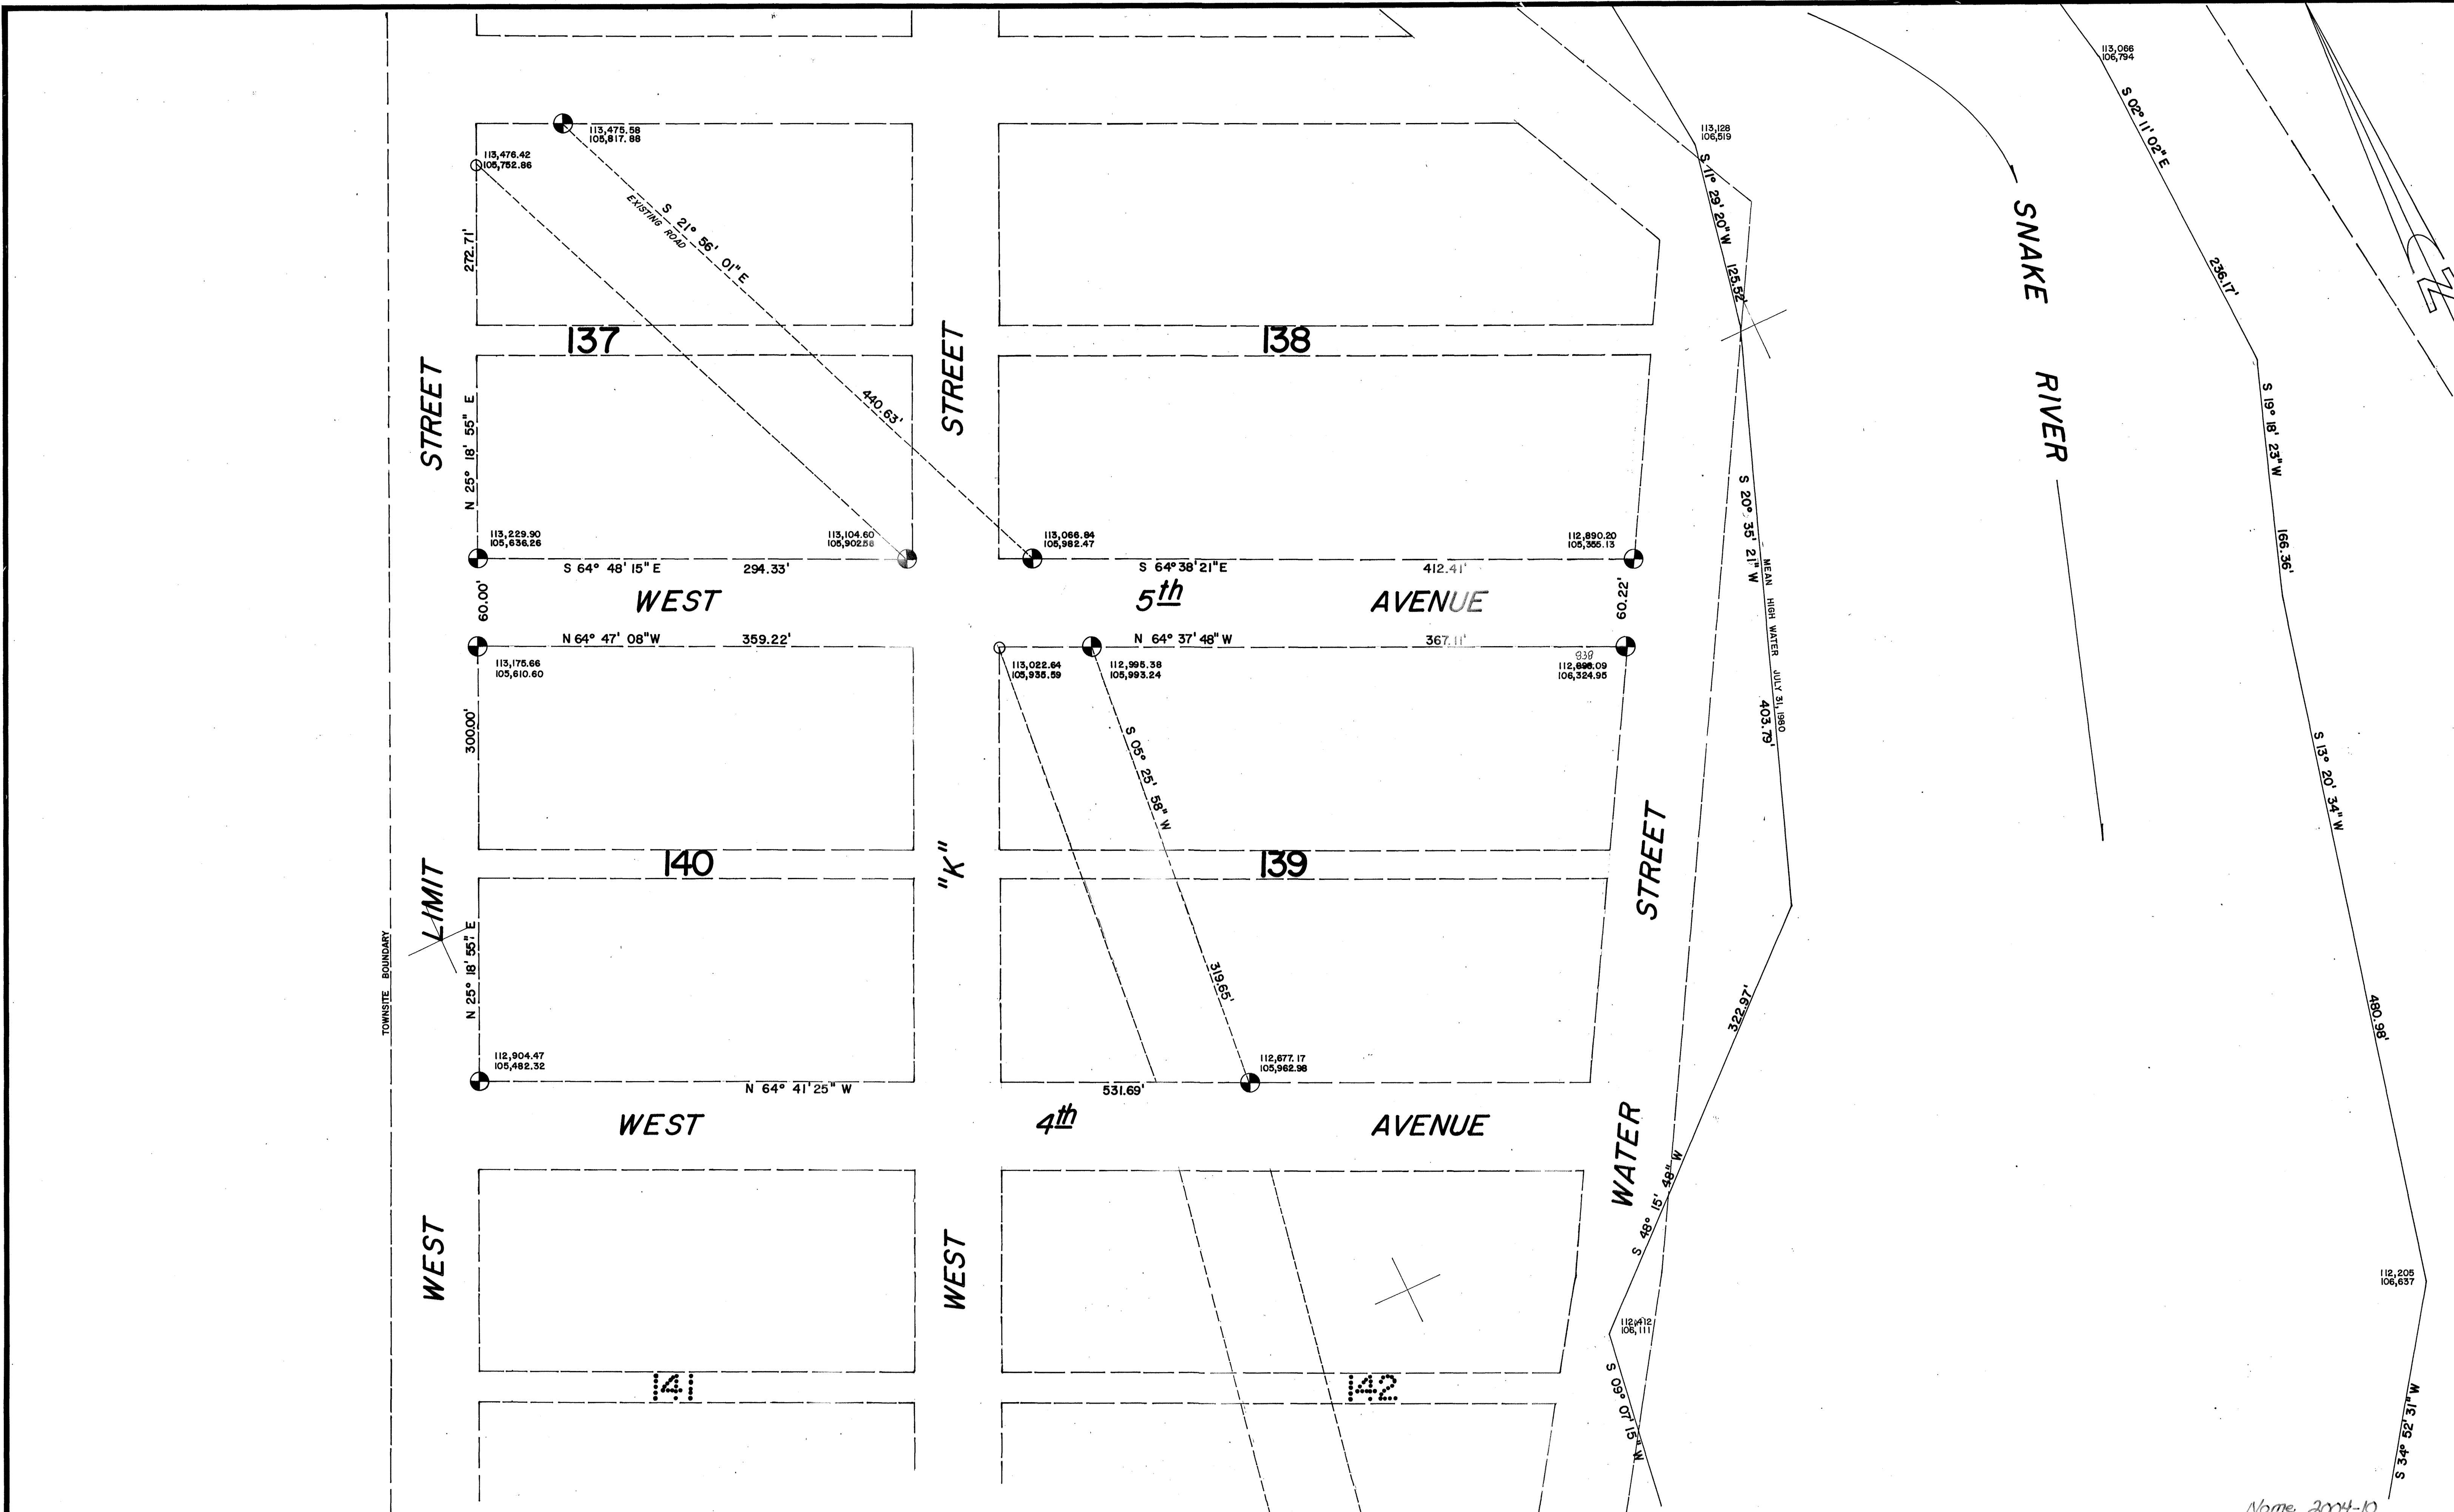 113,066
106,794
S 02° 11' 02" E
236.17'
113,128
106,519
113,475.58
105,817.88
113,476.42
105,752.86
S 11° 29' 20" W 125.52'
SNAKE RIVER
272.71'
S 21° 56' 01" E
EXISTING ROAD
440.63'
137
138
STREET
STREET
N 25° 18' 55" E
S 19° 18' 23" W
166.36'
S 20° 35' 21" W
403.79'
MEAN HIGH WATER JULY 31, 1980
113,229.90
105,636.26
113,104.60
105,902.58
113,066.84
105,982.47
112,890.20
105,355.13
S 64° 48' 15" E 294.33'
S 64° 38' 21" E 412.41'
60.00'
WEST 5th AVENUE
60.22'
N 64° 47' 08" W 359.22'
N 64° 37' 48" W 367.11'
113,175.66
105,610.60
113,022.64
105,935.59
112,995.38
105,993.24
938
106,324.95
300.00'
S 05° 25' 58" W
319.65'
S 13° 20' 34" W
480.98'
140
"K"
139
STREET
LIMIT
TOWNSITE BOUNDARY
N 25° 18' 55" E
322.97'
S 48° 15' 48" W
112,904.47
105,482.32
112,677.17
105,962.98
N 64° 41' 25" W
531.69'
WEST 4th AVENUE
WATER
WEST
WEST
112,205
106,637
112,412
106,111
141
142
S 09° 07' 15" W
S 34° 52' 31" W
Nome 2004-10